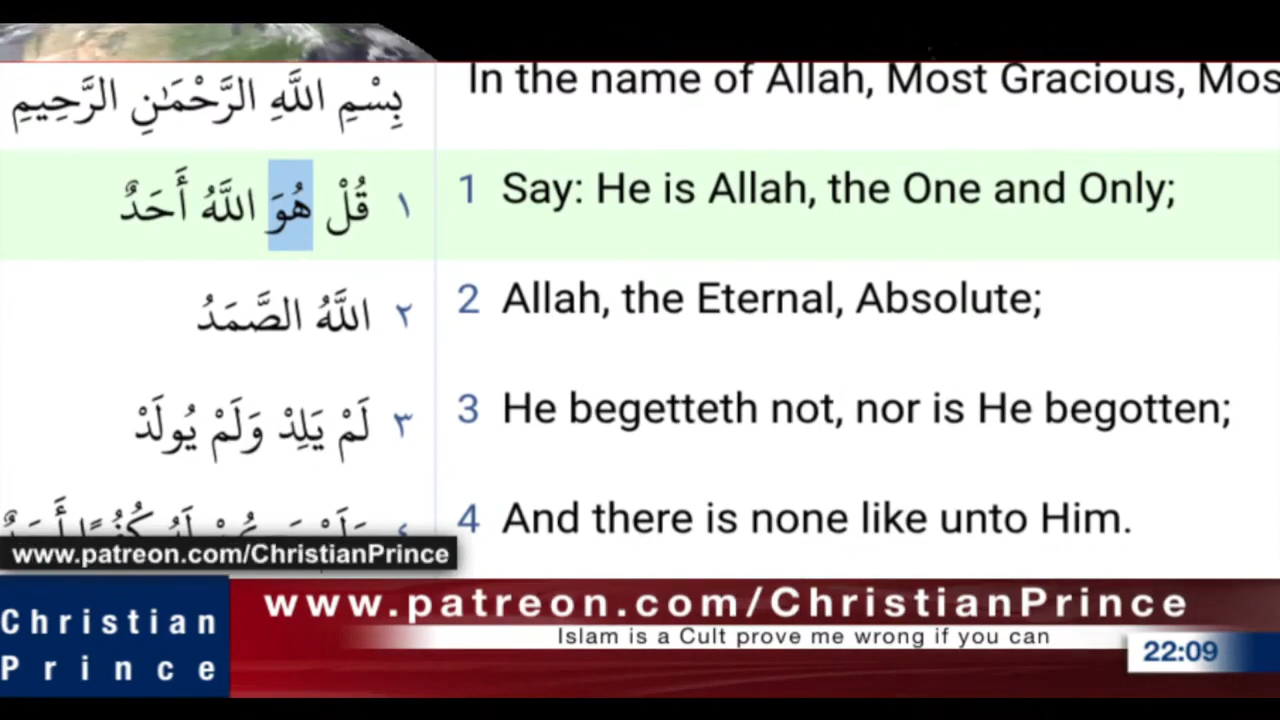 بِسْمِ اللَّهِ الرَّحْمَـٰنِ الرَّحِيمِ
In the name of Allah, Most Gracious, Mos
١ قُلْ هُوَ اللَّهُ أَحَدٌ
1 Say: He is Allah, the One and Only;
٢ اللَّهُ الصَّمَدُ
2 Allah, the Eternal, Absolute;
٣ لَمْ يَلِدْ وَلَمْ يُولَدْ
3 He begetteth not, nor is He begotten;
4 And there is none like unto Him.
www.patreon.com/ChristianPrince
www.patreon.com/ChristianPrince
Islam is a Cult prove me wrong if you can
Christian
Prince
22:09